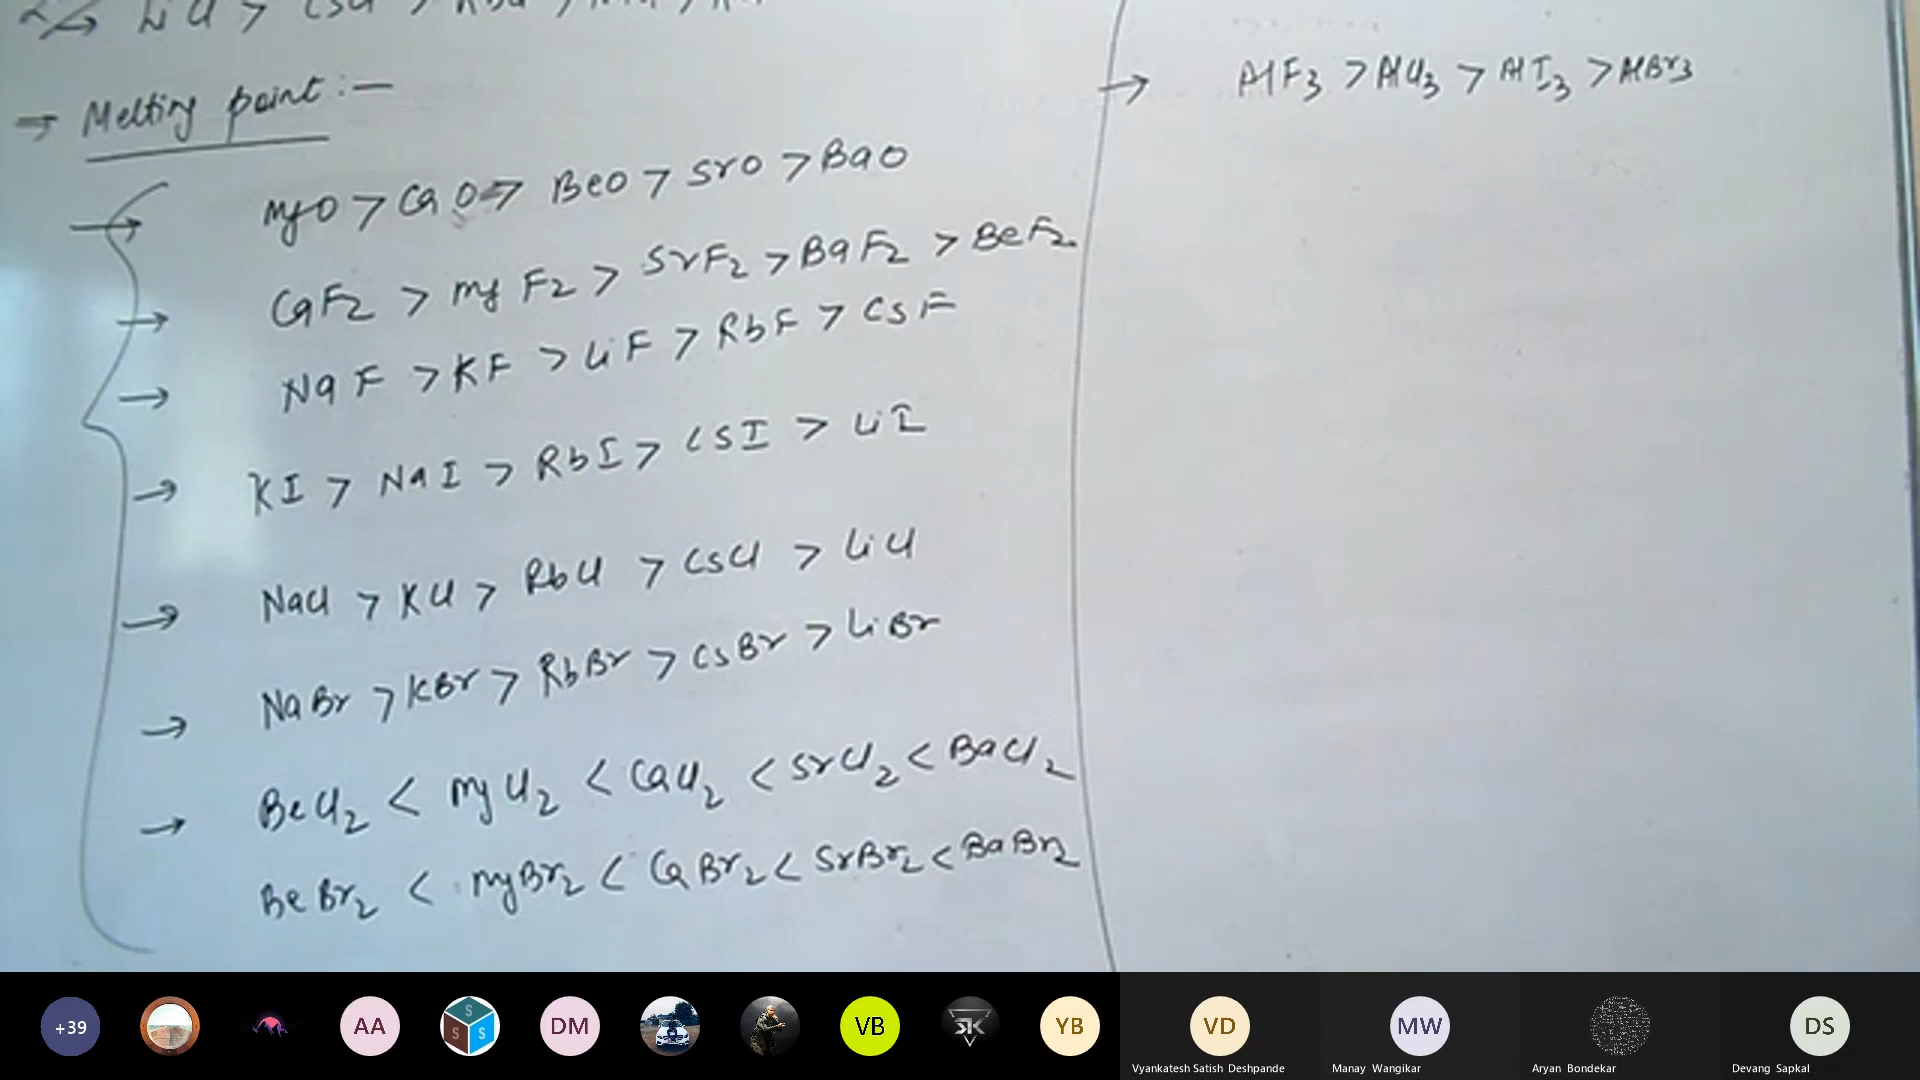 LiCl > CsCl > RbCl >
→ Melting point :—
→ MgO > CaO > BeO > SrO > BaO
→ CaF2 > MgF2 > SrF2 > BaF2 > BeF2
→ NaF > KF > LiF > RbF > CsF
→ KI > NaI > RbI > CsI > LiI
→ NaCl > KCl > RbCl > CsCl > LiCl
→ NaBr > KBr > RbBr > CsBr > LiBr
→ BeCl2 < MgCl2 < CaCl2 < SrCl2 < BaCl2
BeBr2 < MgBr2 < CaBr2 < SrBr2 < BaBr2
→ AlF3 > AlCl3 > AlI3 > AlBr3
+39 AA S S S DM VB YB VD MW DS
Vyankatesh Satish Deshpande Manay Wangikar Aryan Bondekar Devang Sapkal